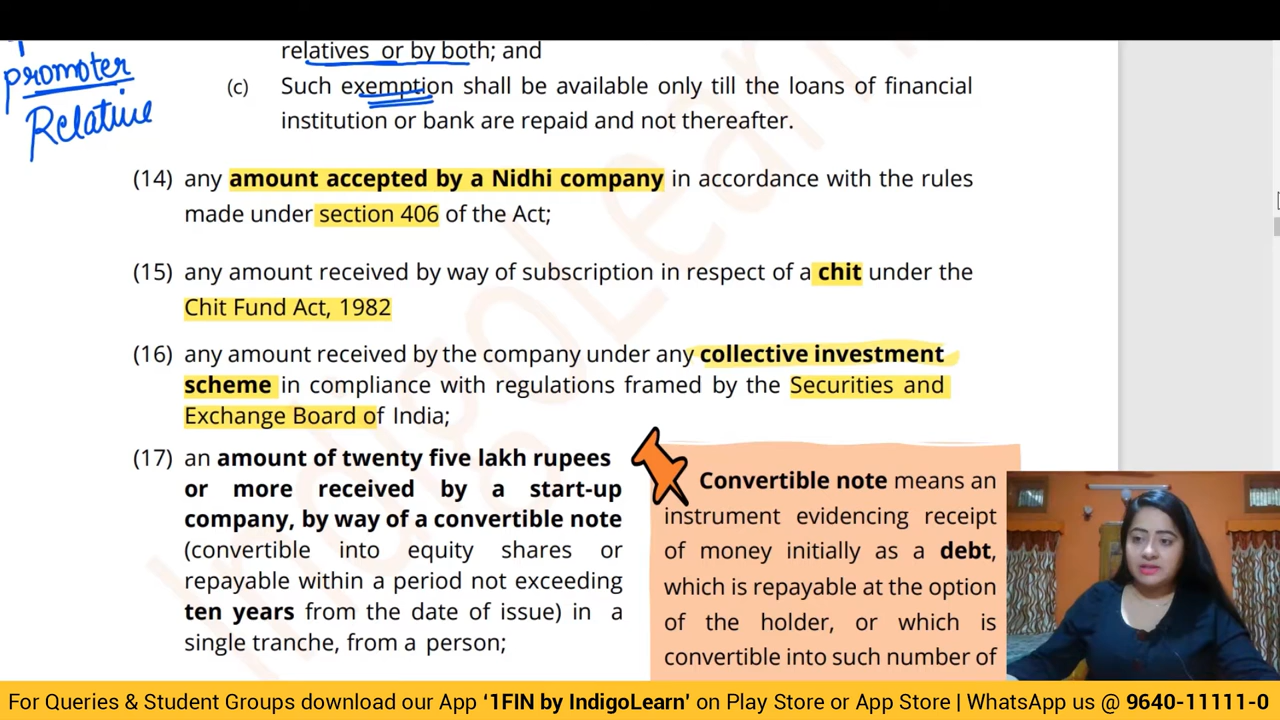 promoter
Relative
relatives or by both; and
(c) Such exemption shall be available only till the loans of financial
institution or bank are repaid and not thereafter.
(14) any amount accepted by a Nidhi company in accordance with the rules
made under section 406 of the Act;
(15) any amount received by way of subscription in respect of a chit under the
Chit Fund Act, 1982
(16) any amount received by the company under any collective investment
scheme in compliance with regulations framed by the Securities and
Exchange Board of India;
(17) an amount of twenty five lakh rupees
or more received by a start-up
company, by way of a convertible note
(convertible into equity shares or
repayable within a period not exceeding
ten years from the date of issue) in a
single tranche, from a person;
Convertible note means an
instrument evidencing receipt
of money initially as a debt,
which is repayable at the option
of the holder, or which is
convertible into such number of
IndigoLearn
For Queries & Student Groups download our App ‘1FIN by IndigoLearn’ on Play Store or App Store | WhatsApp us @ 9640-11111-0